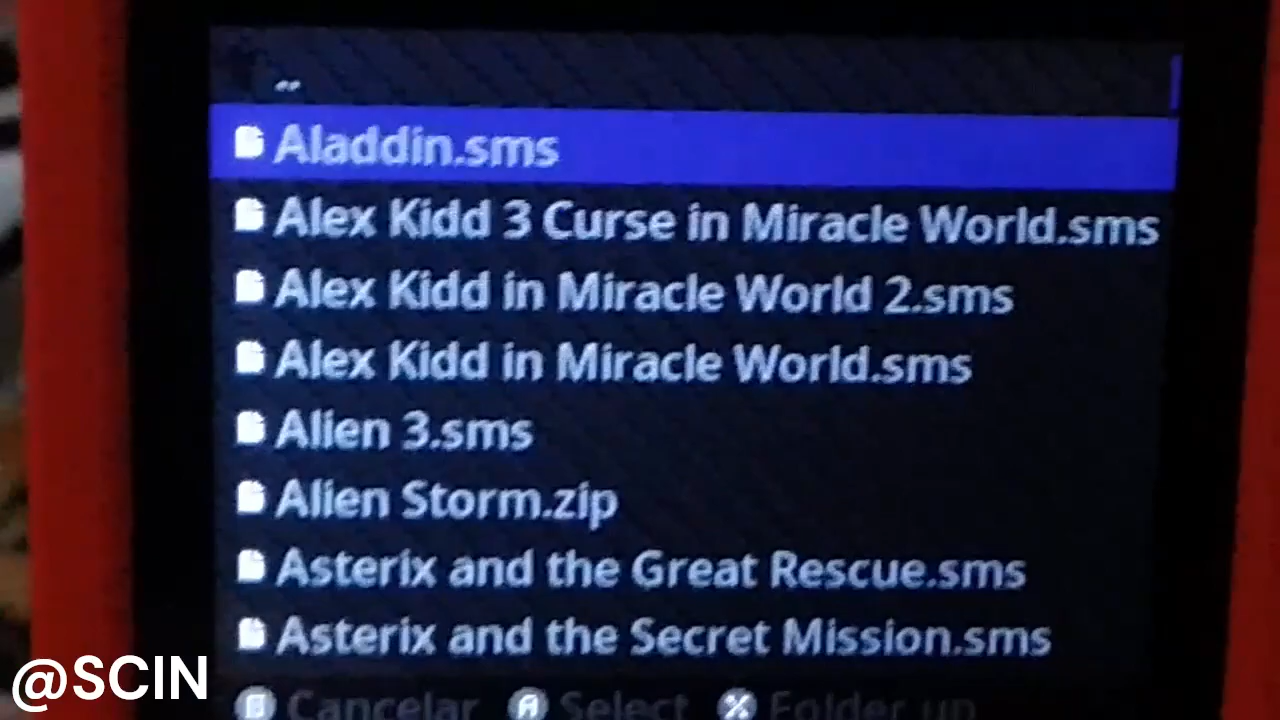 ..
Aladdin.sms
Alex Kidd 3 Curse in Miracle World.sms
Alex Kidd in Miracle World 2.sms
Alex Kidd in Miracle World.sms
Alien 3.sms
Alien Storm.zip
Asterix and the Great Rescue.sms
Asterix and the Secret Mission.sms
B Cancelar A Select X Folder up
@SCIN